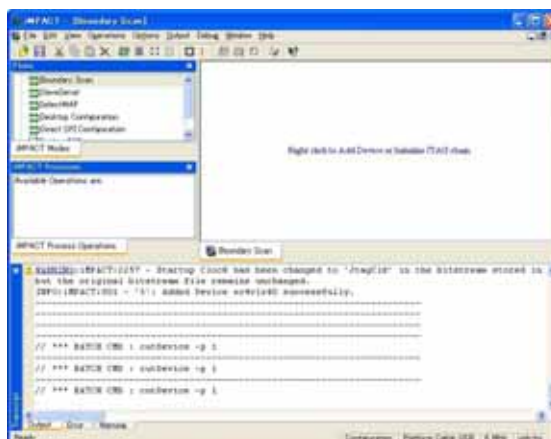 iMPACT - [Boundary Scan]
File Edit View Operations Options Output Debug Window Help
Flows
Boundary Scan
SlaveSerial
SelectMAP
Desktop Configuration
Direct SPI Configuration
iMPACT Modes
iMPACT Processes
Available Operations are:
iMPACT Process Operations
Right click to Add Device or Initialize JTAG chain
Boundary Scan
WARNING:iMPACT:2257 - Startup Clock has been changed to 'JtagClk' in the bitstream stored in
but the original bitstream file remains unchanged.
INFO:iMPACT:501 - '1': Added Device successfully.
// *** BATCH CMD : cutDevice -p 1
// *** BATCH CMD : cutDevice -p 1
// *** BATCH CMD : cutDevice -p 1
Output Error Warning
Ready
Configuration Platform Cable USB 6 MHz